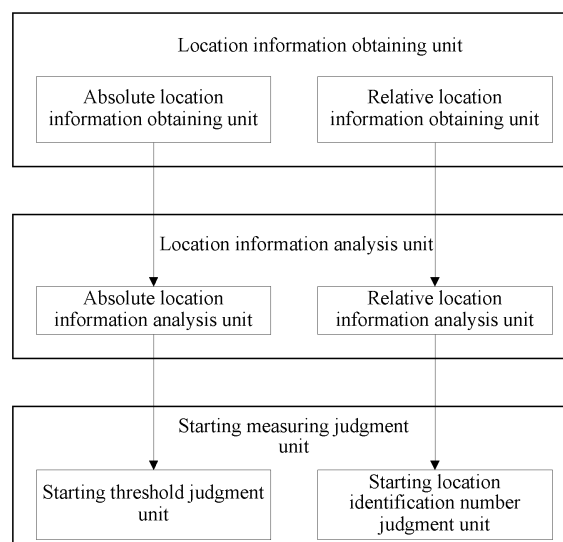 Location information obtaining unit
Absolute location
information obtaining unit
Relative location
information obtaining unit
Location information analysis unit
Absolute location
information analysis unit
Relative location
information analysis unit
Starting measuring judgment
unit
Starting threshold judgment
unit
Starting location
identification number
judgment unit